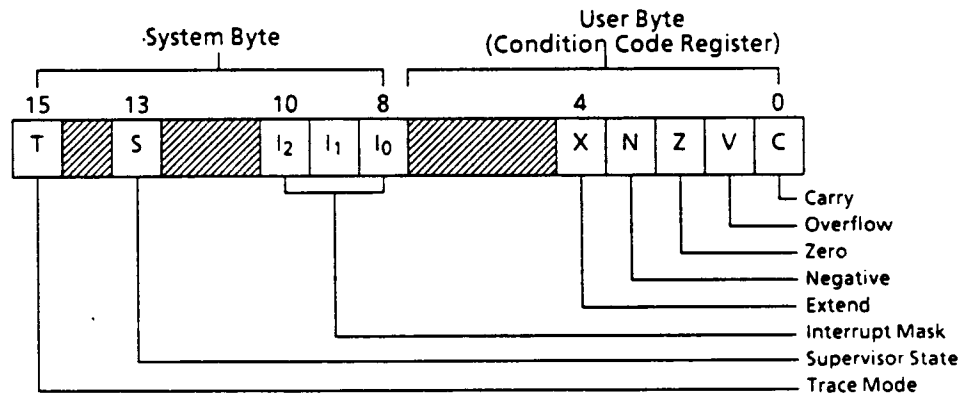 System Byte
User Byte
(Condition Code Register)
15 13 10 8 4 0
T S I2 I1 I0 X N Z V C
Carry
Overflow
Zero
Negative
Extend
Interrupt Mask
Supervisor State
Trace Mode